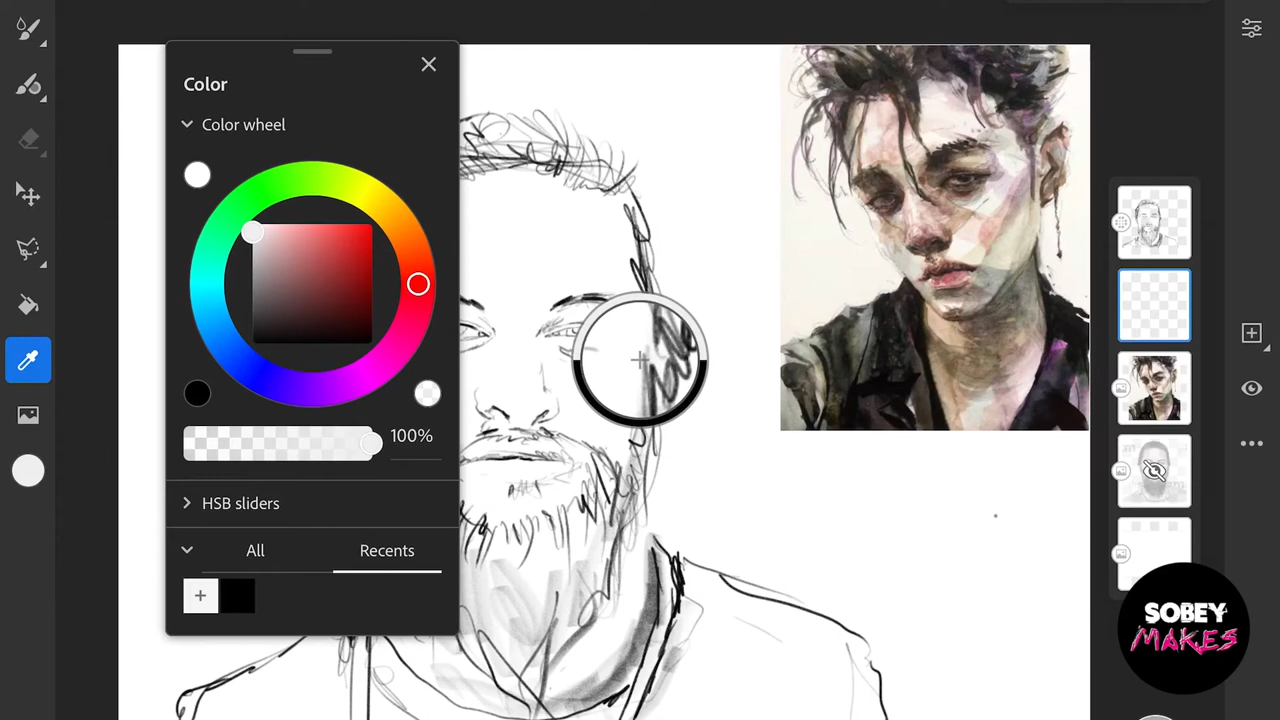 Color
Color wheel
100%
HSB sliders
All
Recents
SOBEY
MAKES